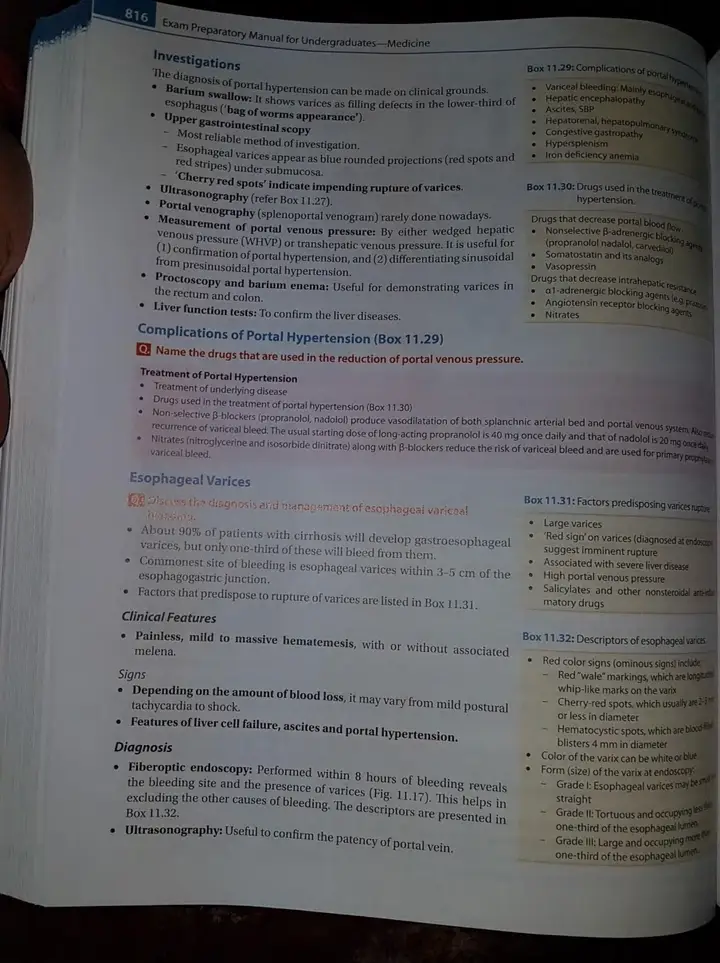 816
Exam Preparatory Manual for Undergraduates—Medicine
Investigations
The diagnosis of portal hypertension can be made on clinical grounds.
• Barium swallow: It shows varices as filling defects in the lower-third of
esophagus ('bag of worms appearance').
• Upper gastrointestinal scopy
– Most reliable method of investigation.
– Esophageal varices appear as blue rounded projections (red spots and
red stripes) under submucosa.
– 'Cherry red spots' indicate impending rupture of varices.
• Ultrasonography (refer Box 11.27).
• Portal venography (splenoportal venogram) rarely done nowadays.
• Measurement of portal venous pressure: By either wedged hepatic
venous pressure (WHVP) or transhepatic venous pressure. It is useful for
(1) confirmation of portal hypertension, and (2) differentiating sinusoidal
from presinusoidal portal hypertension.
• Proctoscopy and barium enema: Useful for demonstrating varices in
the rectum and colon.
• Liver function tests: To confirm the liver diseases.
Complications of Portal Hypertension (Box 11.29)
Q. Name the drugs that are used in the reduction of portal venous pressure.
Treatment of Portal Hypertension
• Treatment of underlying disease
• Drugs used in the treatment of portal hypertension (Box 11.30)
• Non-selective β-blockers (propranolol, nadolol) produce vasodilatation of both splanchnic arterial bed and portal venous system.
recurrence of variceal bleed. The usual starting dose of long-acting propranolol is 40 mg once daily and that of nadolol is 20 mg once daily.
• Nitrates (nitroglycerine and isosorbide dinitrate) along with β-blockers reduce the risk of variceal bleed and are used for primary
variceal bleed.
Esophageal Varices
Q. Discuss the diagnosis and management of esophageal variceal
• About 90% of patients with cirrhosis will develop gastroesophageal
varices, but only one-third of these will bleed from them.
• Commonest site of bleeding is esophageal varices within 3–5 cm of the
esophagogastric junction.
• Factors that predispose to rupture of varices are listed in Box 11.31.
Clinical Features
• Painless, mild to massive hematemesis, with or without associated
melena.
Signs
• Depending on the amount of blood loss, it may vary from mild postural
tachycardia to shock.
• Features of liver cell failure, ascites and portal hypertension.
Diagnosis
• Fiberoptic endoscopy: Performed within 8 hours of bleeding reveals
the bleeding site and the presence of varices (Fig. 11.17). This helps in
excluding the other causes of bleeding. The descriptors are presented in
Box 11.32.
• Ultrasonography: Useful to confirm the patency of portal vein.
Box 11.29: Complications of portal hypertension
• Variceal bleeding: Mainly esophageal
• Hepatic encephalopathy
• Ascites, SBP
• Hepatorenal, hepatopulmonary syndrome
• Congestive gastropathy
• Hypersplenism
• Iron deficiency anemia
Box 11.30: Drugs used in the treatment of
hypertension.
Drugs that decrease portal blood flow
• Nonselective β-adrenergic blocking agents
(propranolol nadalol, carvedilol)
• Somatostatin and its analogs
• Vasopressin
Drugs that decrease intrahepatic resistance
• α1-adrenergic blocking agents (e.g.
• Angiotensin receptor blocking agents
• Nitrates
Box 11.31: Factors predisposing varices rupture
• Large varices
• 'Red sign' on varices (diagnosed at endoscopy)
suggest imminent rupture
• Associated with severe liver disease
• High portal venous pressure
• Salicylates and other nonsteroidal
matory drugs
Box 11.32: Descriptors of esophageal varices
• Red color signs (ominous signs) include:
– Red "wale" markings, which are
whip-like marks on the varix
– Cherry-red spots, which usually are
or less in diameter
– Hematocystic spots, which are blood-filled
blisters 4 mm in diameter
• Color of the varix can be white or blue
• Form (size) of the varix at endoscopy:
– Grade I: Esophageal varices may be
straight
– Grade II: Tortuous and occupying less than
one-third of the esophageal lumen
– Grade III: Large and occupying more than
one-third of the esophageal lumen.